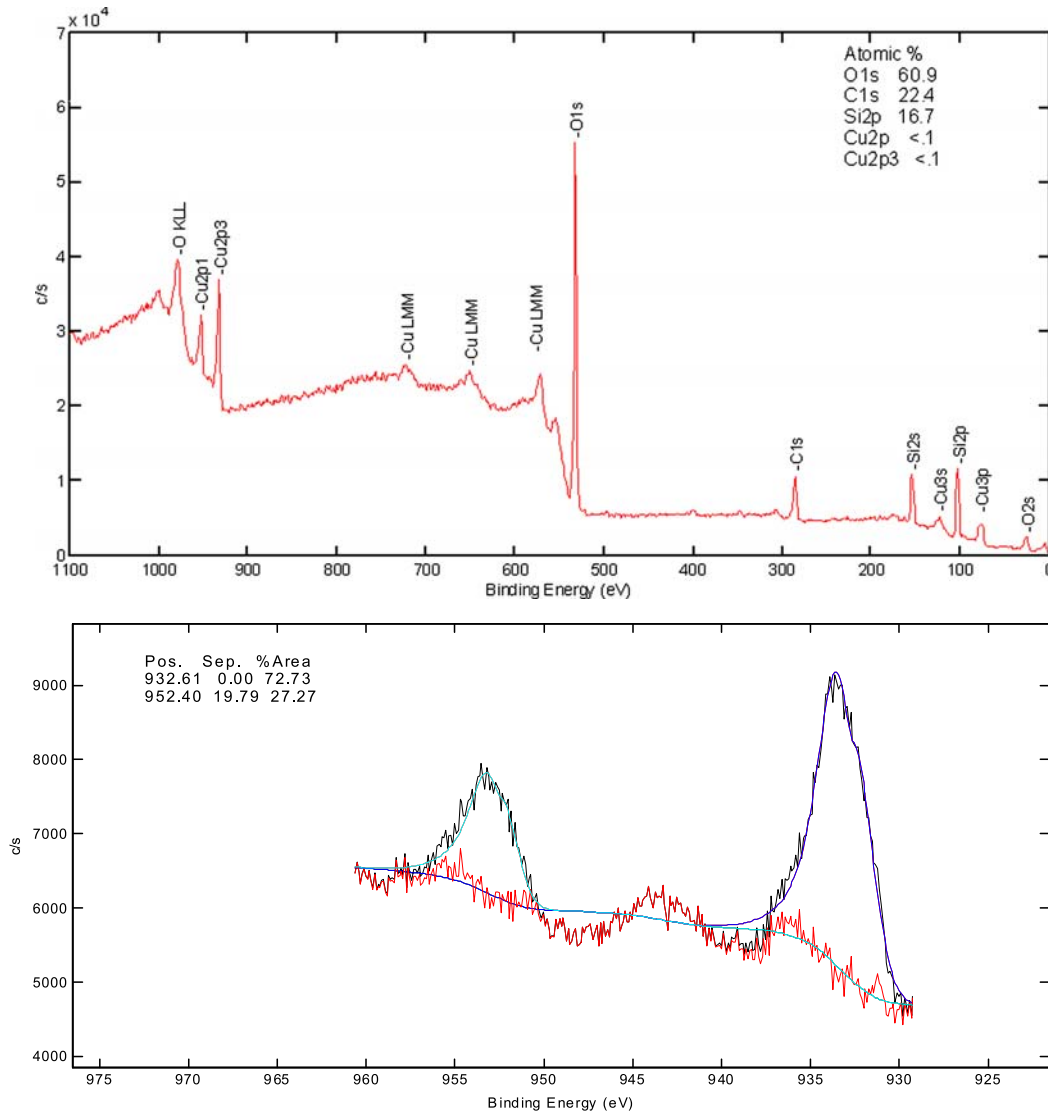 x 10⁴
7
6
5
4
3
2
1
0
c/s
Atomic %
O1s 60.9
C1s 22.4
Si2p 16.7
Cu2p <.1
Cu2p3 <.1
-O KLL
-Cu2p1
-Cu2p3
-Cu LMM
-Cu LMM
-Cu LMM
-O1s
-C1s
-Si2s
-Cu3s
-Si2p
-Cu3p
-O2s
1100 1000 900 800 700 600 500 400 300 200 100 0
Binding Energy (eV)
Pos. Sep. %Area
932.61 0.00 72.73
952.40 19.79 27.27
9000
8000
7000
6000
5000
4000
c/s
975 970 965 960 955 950 945 940 935 930 925
Binding Energy (eV)